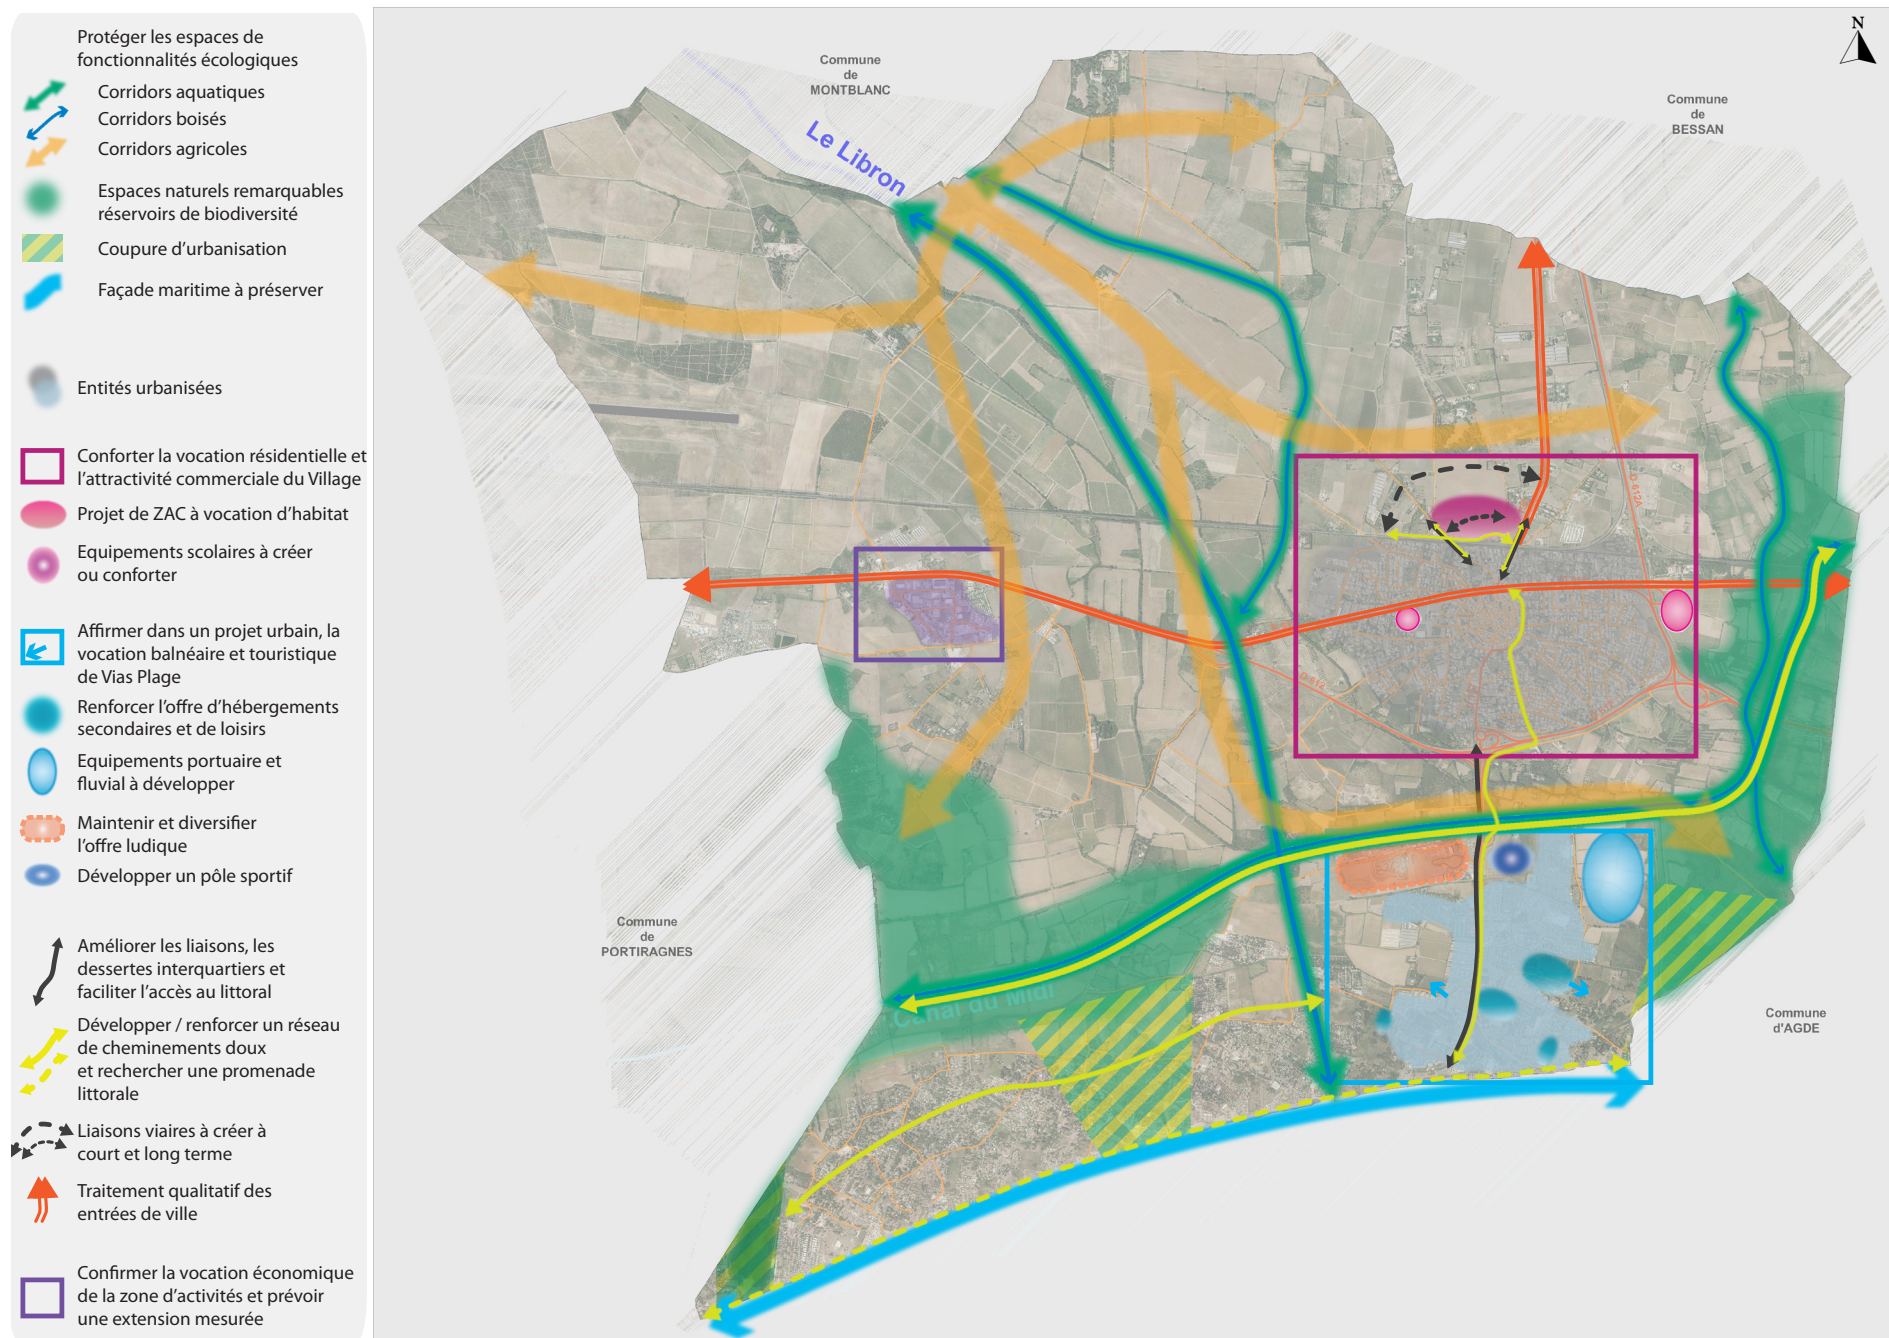 Protéger les espaces de
fonctionnalités écologiques
Corridors aquatiques
Corridors boisés
Corridors agricoles
Espaces naturels remarquables
réservoirs de biodiversité
Coupure d'urbanisation
Façade maritime à préserver
Entités urbanisées
Conforter la vocation résidentielle et
l'attractivité commerciale du Village
Projet de ZAC à vocation d'habitat
Equipements scolaires à créer
ou conforter
Affirmer dans un projet urbain, la
vocation balnéaire et touristique
de Vias Plage
Renforcer l'offre d'hébergements
secondaires et de loisirs
Equipements portuaire et
fluvial à développer
Maintenir et diversifier
l'offre ludique
Développer un pôle sportif
Améliorer les liaisons, les
dessertes interquartiers et
faciliter l'accès au littoral
Développer / renforcer un réseau
de cheminements doux
et rechercher une promenade
littorale
Liaisons viaires à créer à
court et long terme
Traitement qualitatif des
entrées de ville
Confirmer la vocation économique
de la zone d'activités et prévoir
une extension mesurée
N
Commune
de
MONTBLANC
Commune
de
BESSAN
Le Libron
D 612A
D 612
Commune
de
PORTIRAGNES
Canal du Midi
Commune
d'AGDE